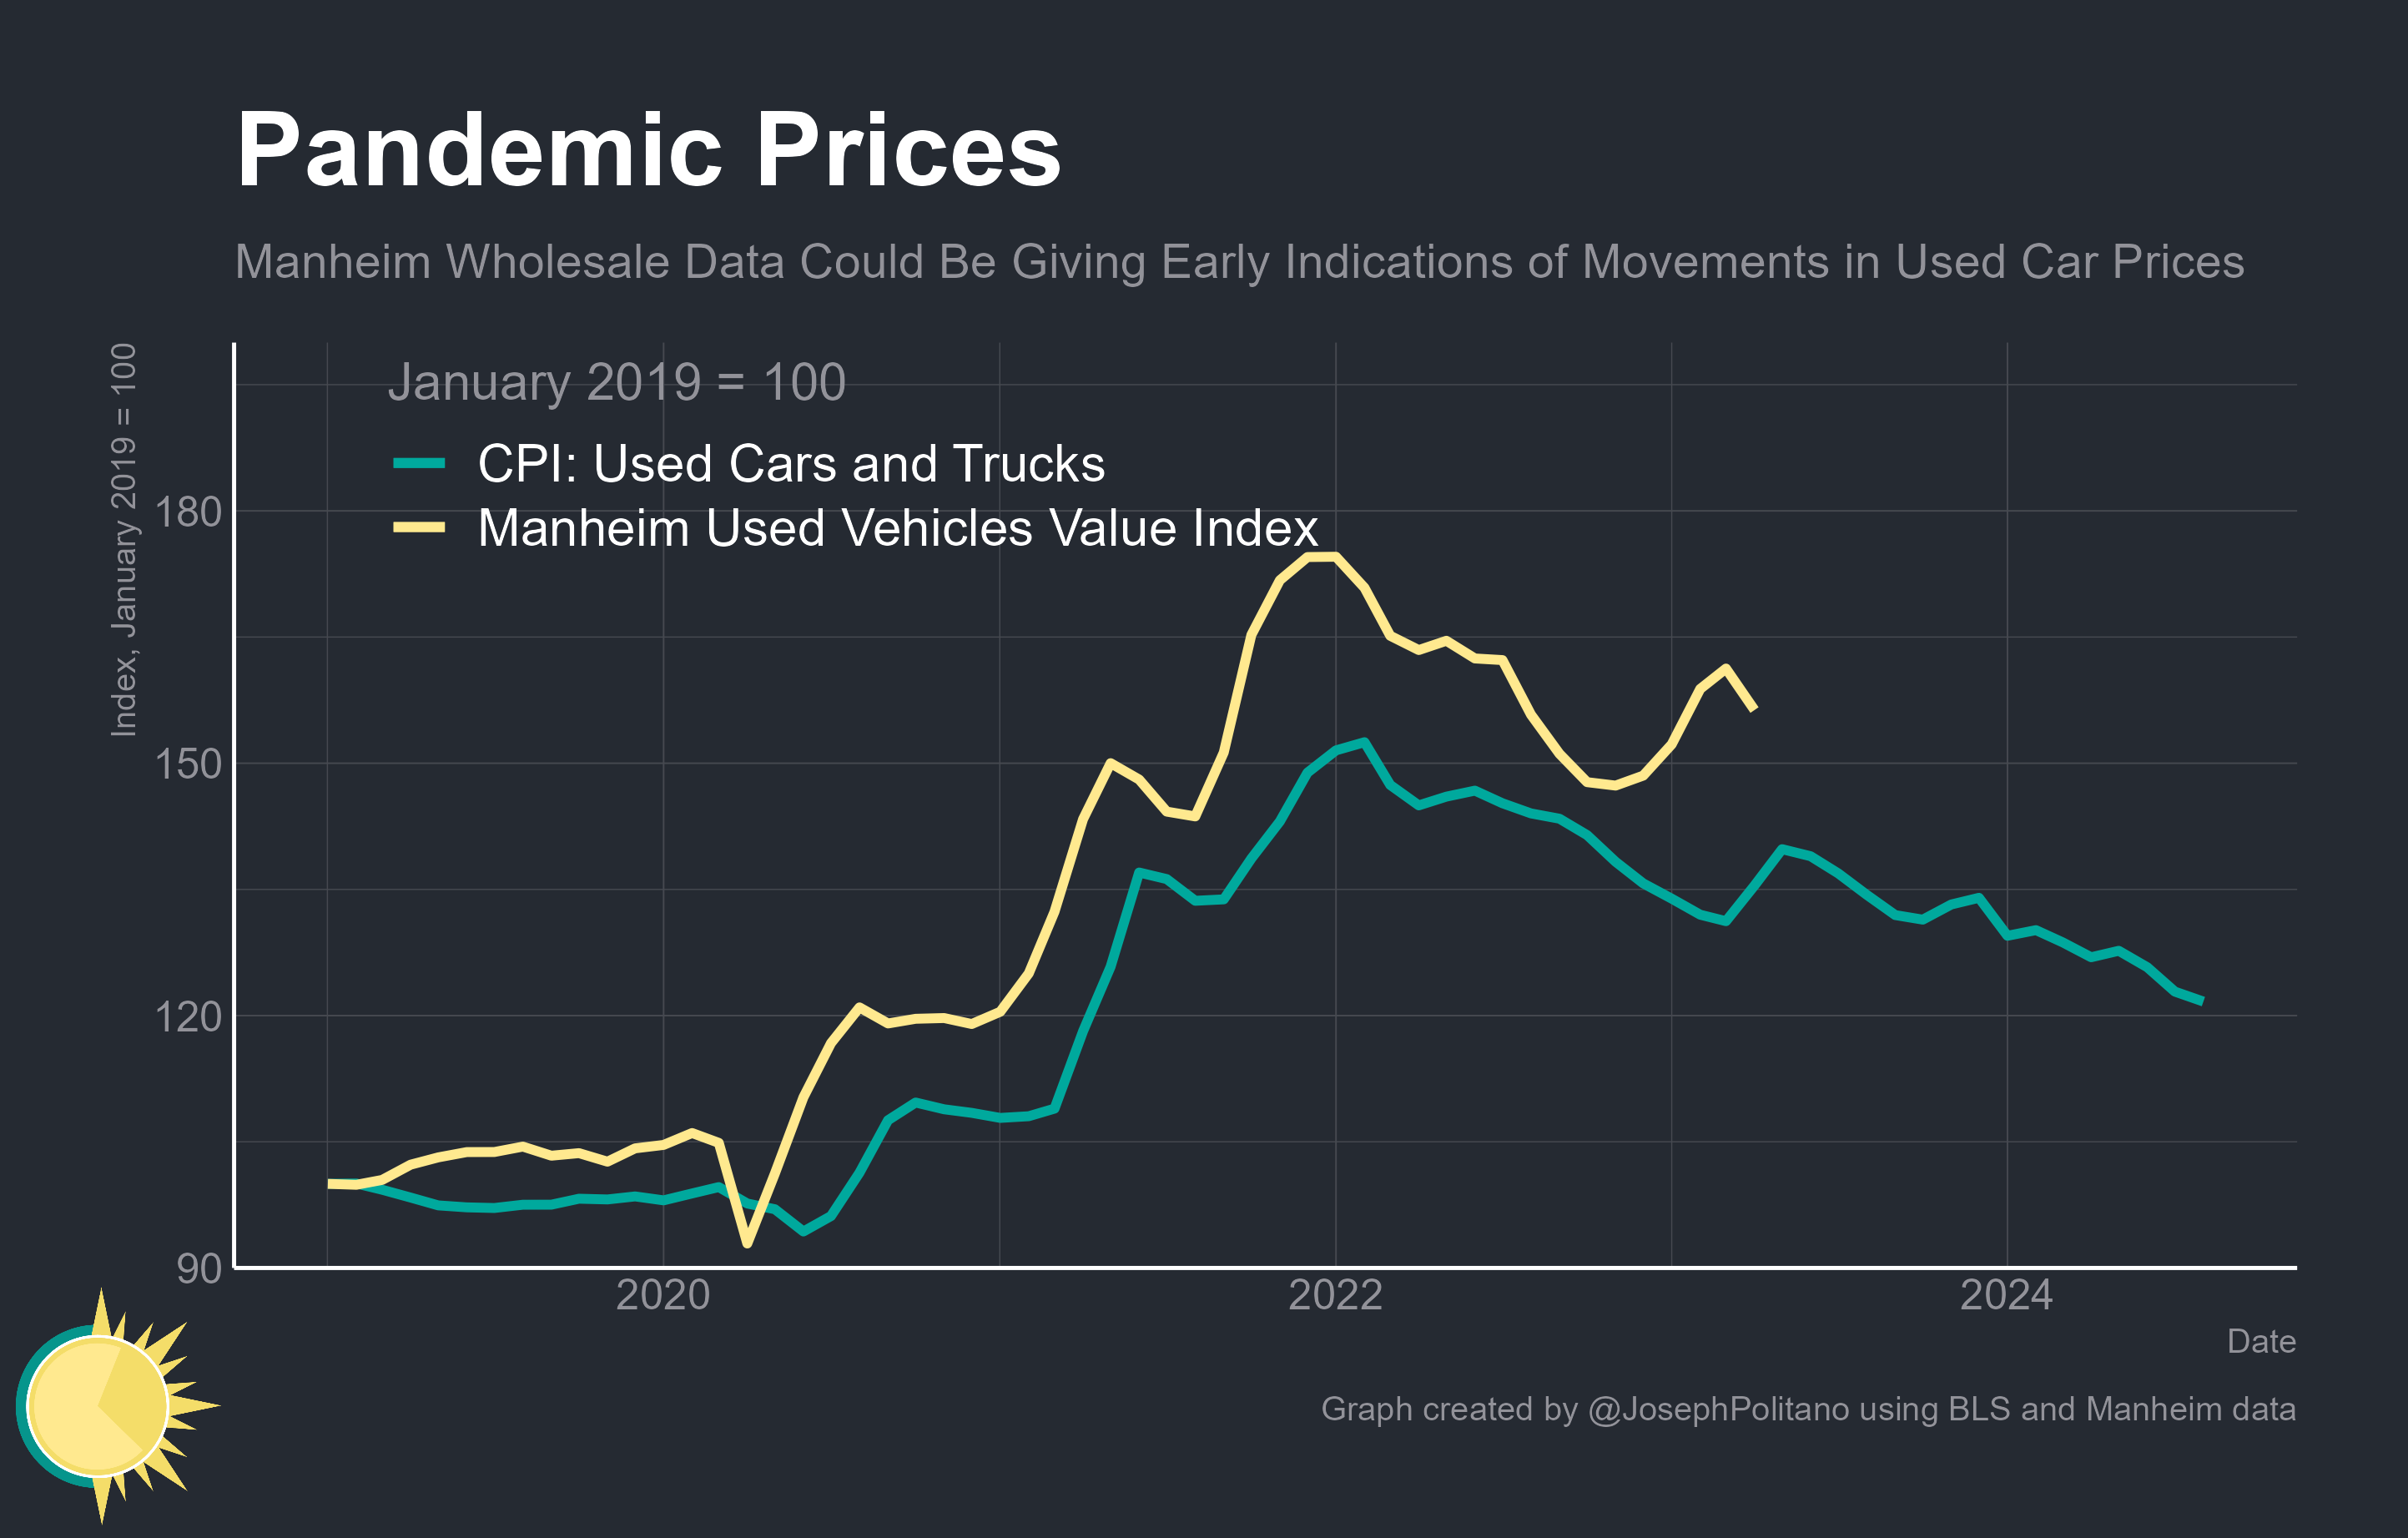 Pandemic Prices
Manheim Wholesale Data Could Be Giving Early Indications of Movements in Used Car Prices
Index, January 2019 = 100
January 2019 = 100
CPI: Used Cars and Trucks
Manheim Used Vehicles Value Index
180
150
120
90
2020
2022
2024
Date
Graph created by @JosephPolitano using BLS and Manheim data